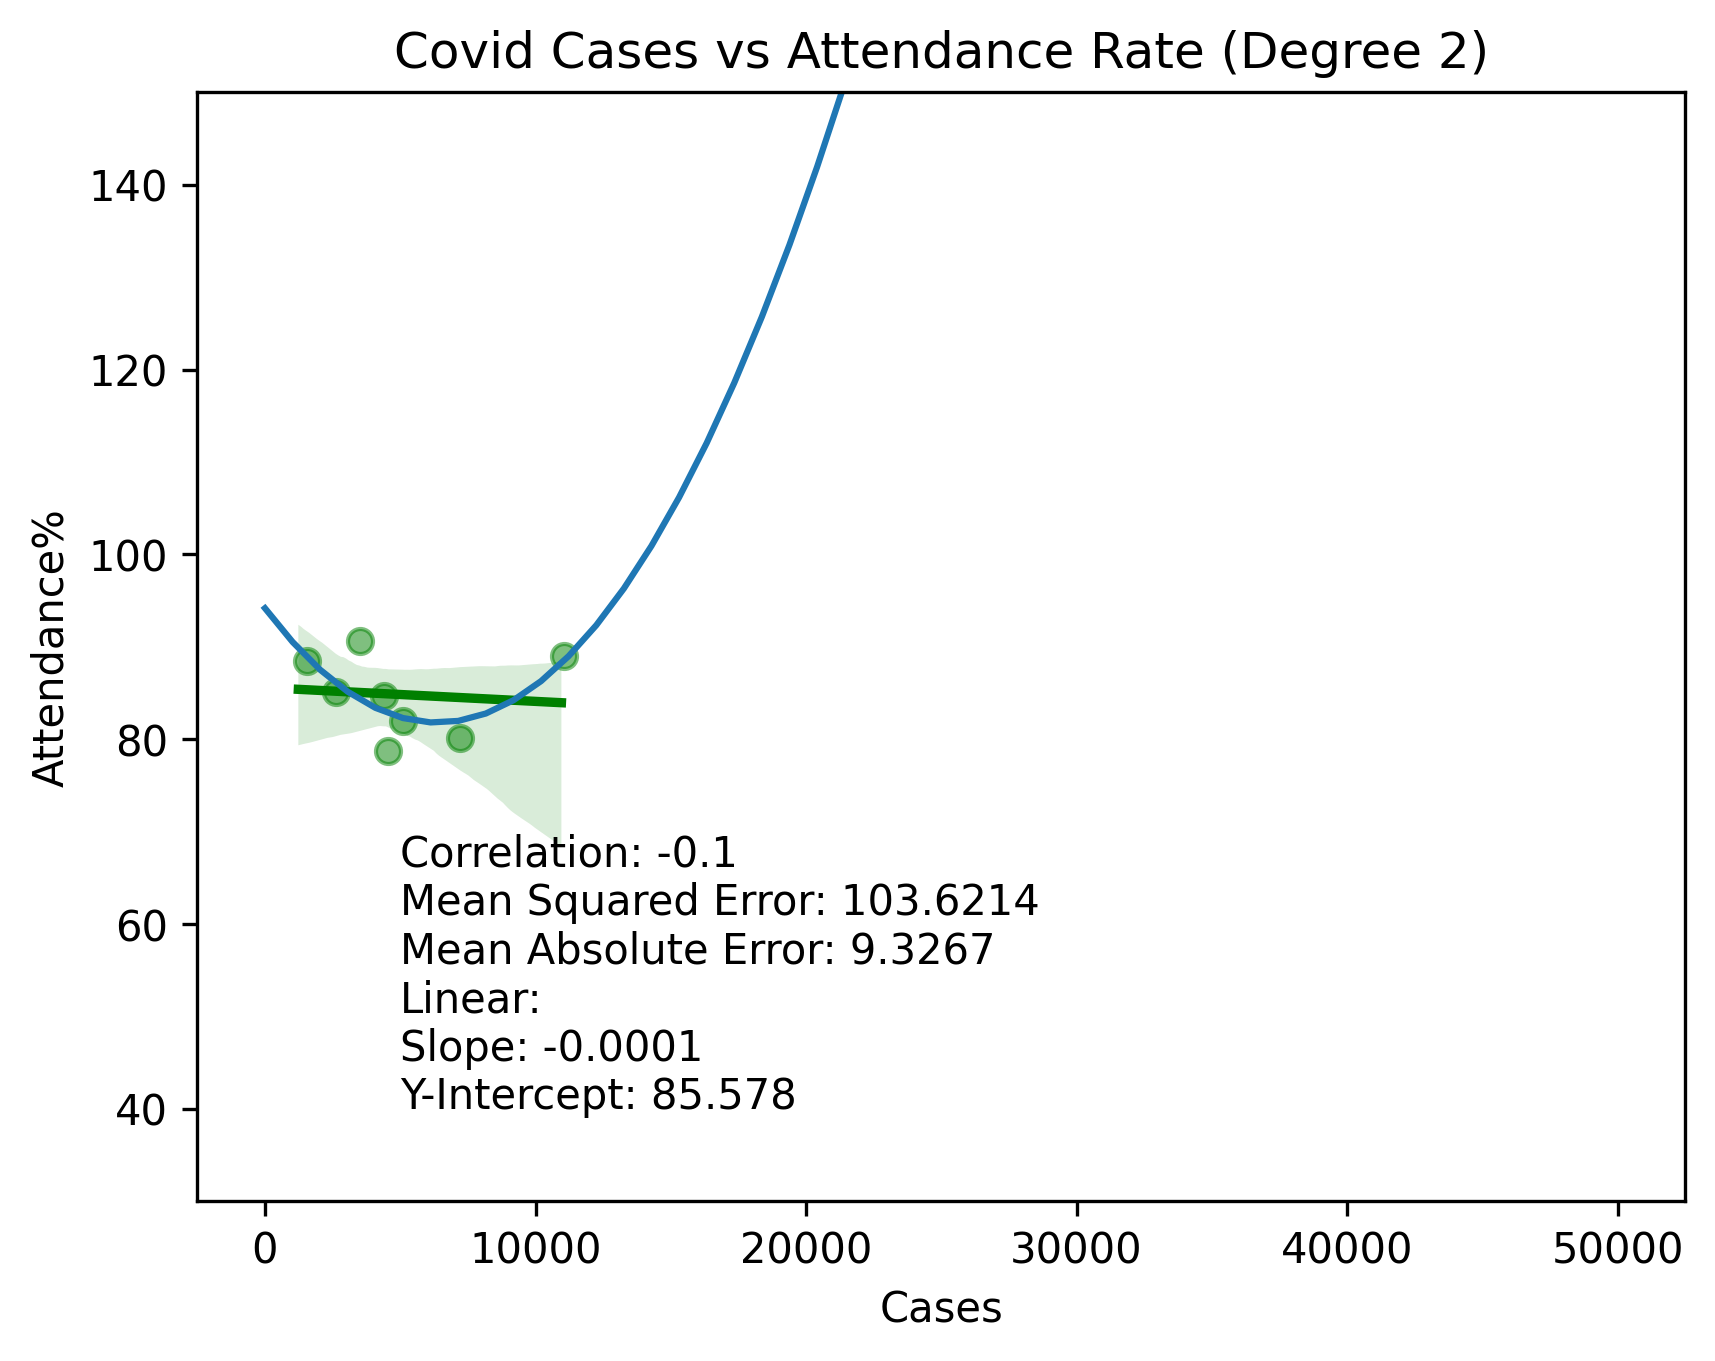 Covid Cases vs Attendance Rate (Degree 2)
140
120
100
80
60
40
Attendance%
Correlation: -0.1
Mean Squared Error: 103.6214
Mean Absolute Error: 9.3267
Linear:
Slope: -0.0001
Y-Intercept: 85.578
0 10000 20000 30000 40000 50000
Cases